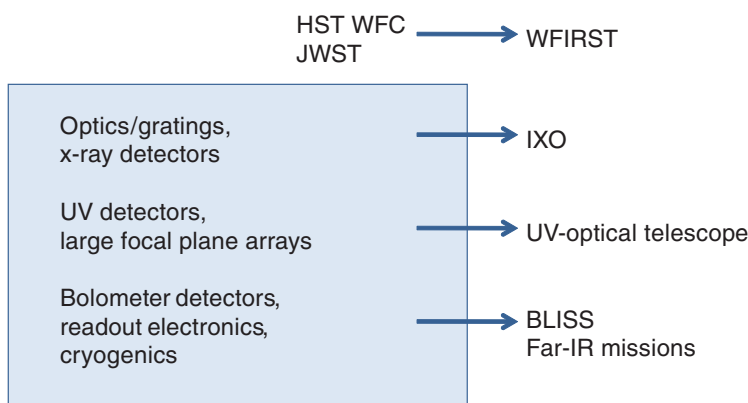 HST WFC
JWST
WFIRST
Optics/gratings,
x-ray detectors
IXO
UV detectors,
large focal plane arrays
UV-optical telescope
Bolometer detectors,
readout electronics,
cryogenics
BLISS
Far-IR missions